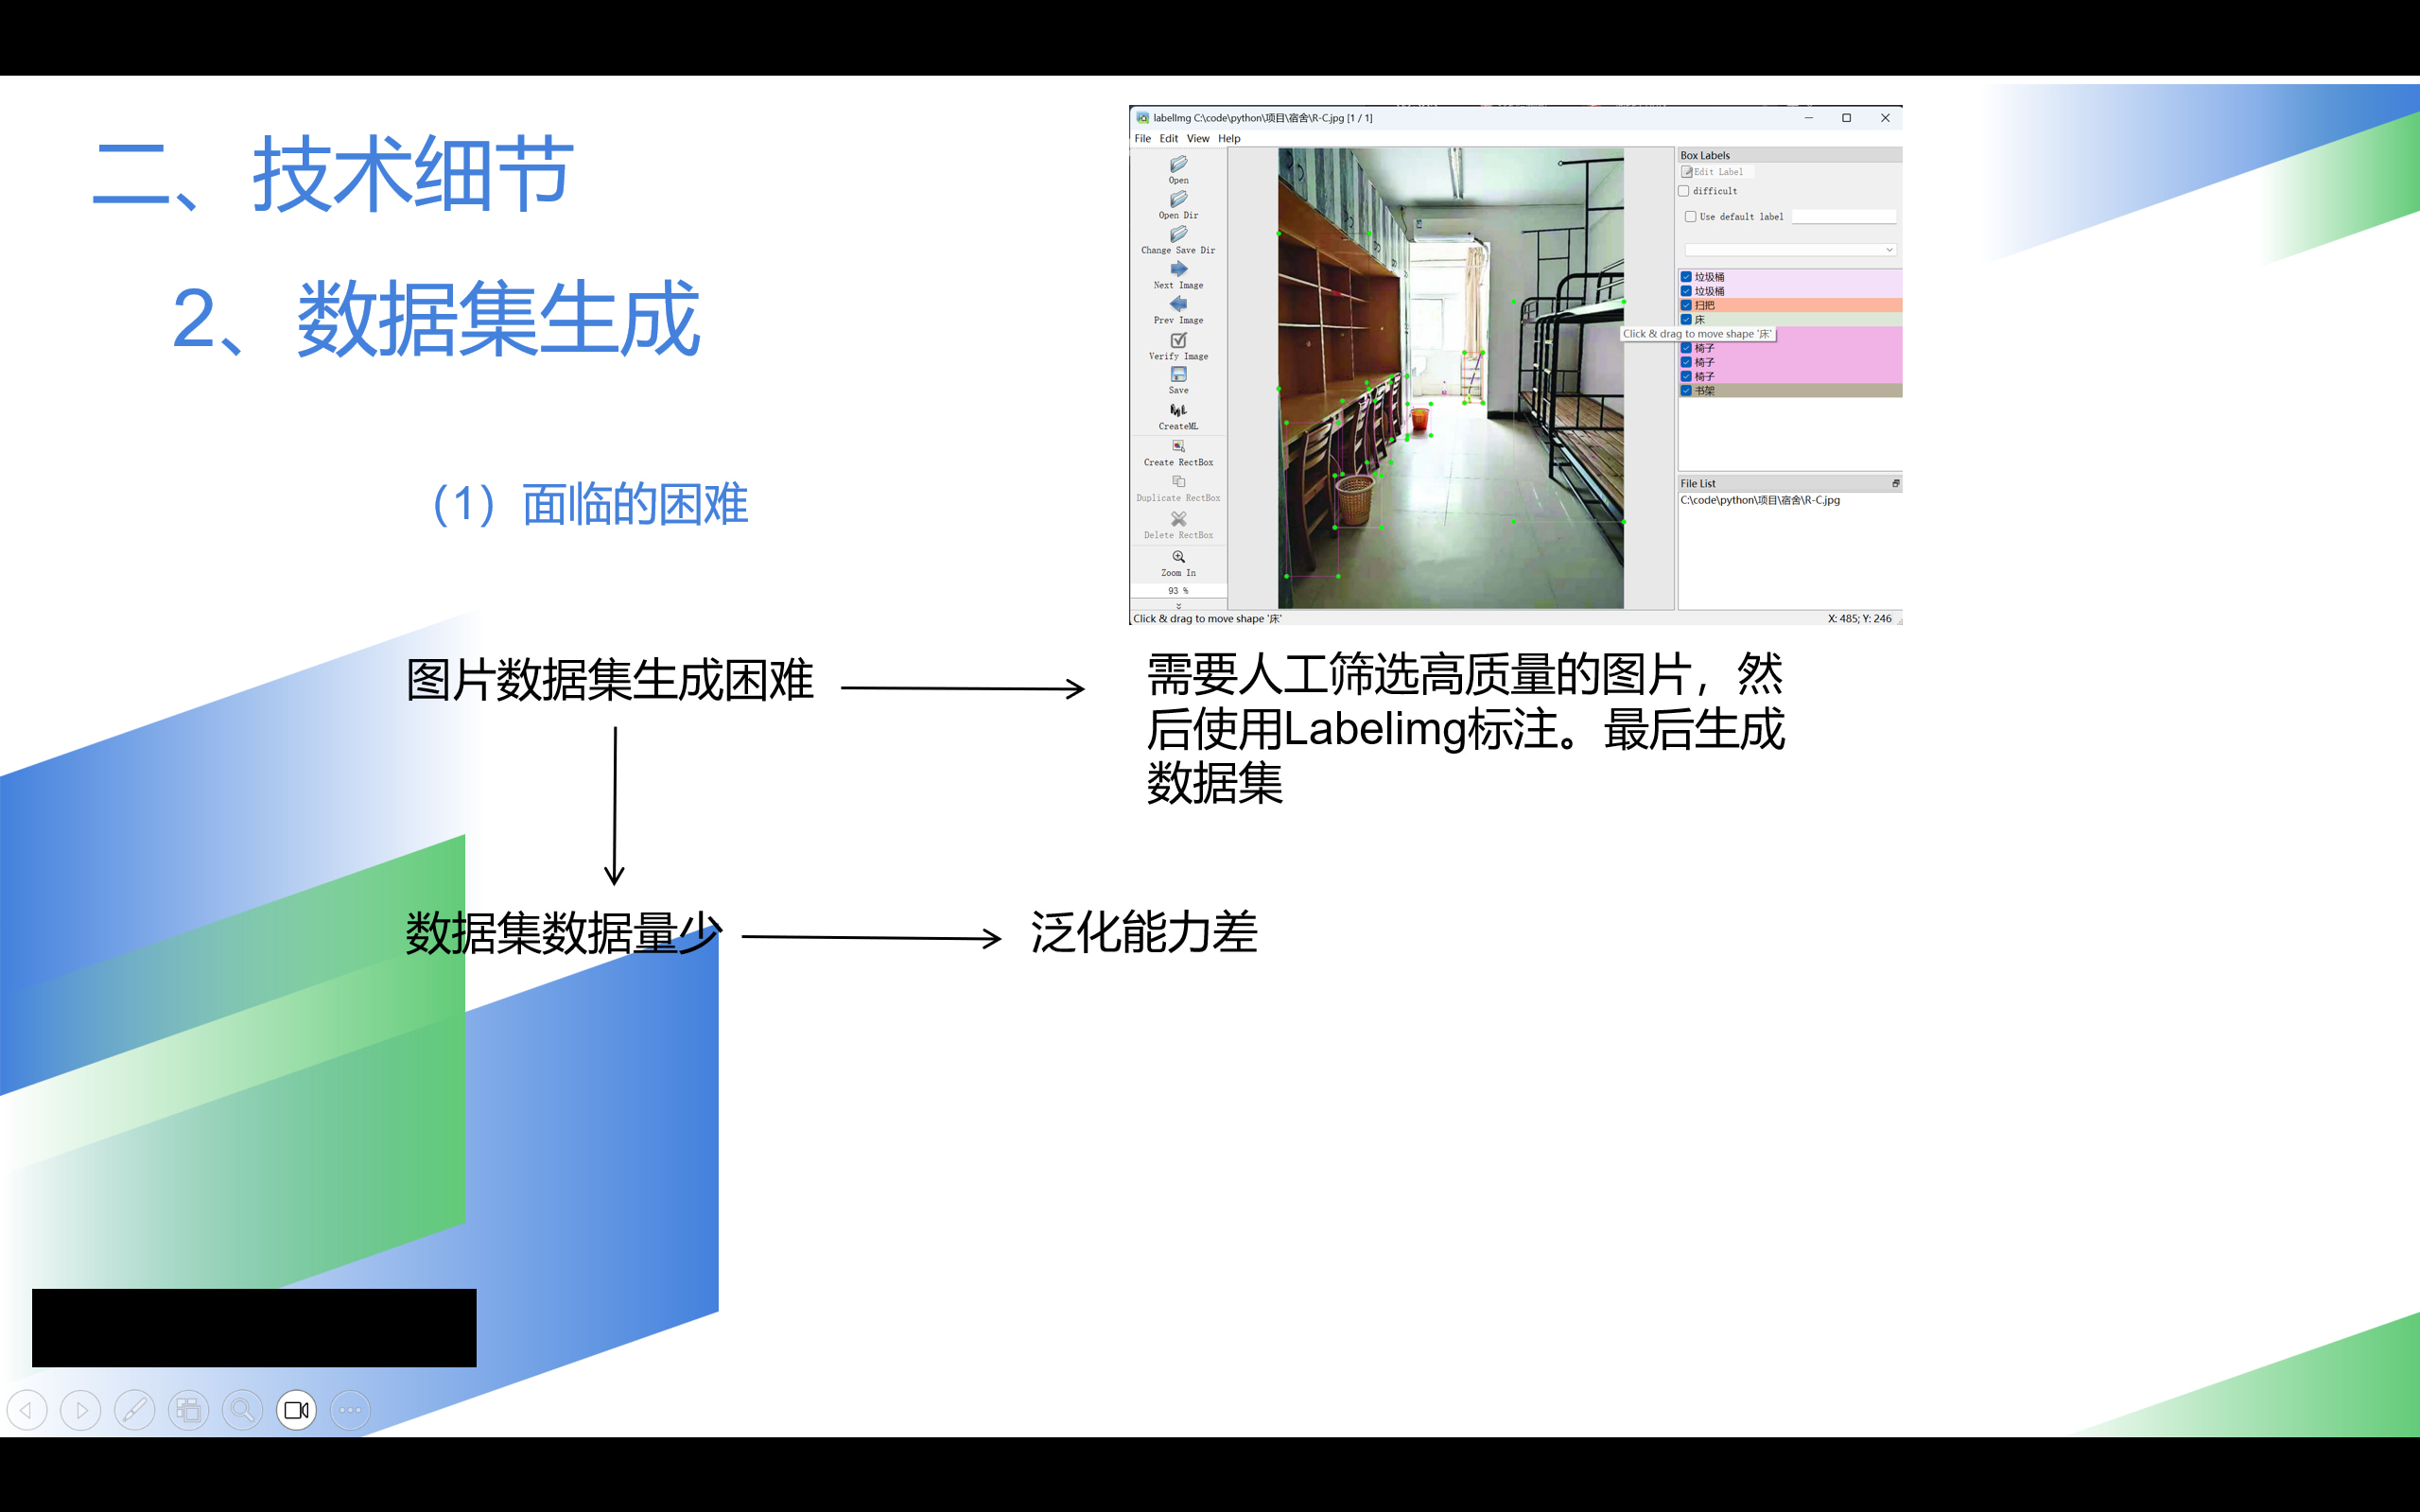 二、技术细节
2、数据集生成
（1）面临的困难
labelImg C:\code\python\项目\宿舍\R-C.jpg [1 / 1]
File Edit View Help
Open
Open Dir
Change Save Dir
Next Image
Prev Image
Verify Image
Save
CreateML
Create RectBox
Duplicate RectBox
Delete RectBox
Zoom In
93 %
Box Labels
Edit Label
difficult
Use default label
垃圾桶
垃圾桶
扫把
床
Click & drag to move shape '床'
椅子
椅子
椅子
书架
File List
C:\code\python\项目\宿舍\R-C.jpg
Click & drag to move shape '床'
X: 485; Y: 246
图片数据集生成困难
需要人工筛选高质量的图片，然
后使用Labelimg标注。最后生成
数据集
数据集数据量少
泛化能力差